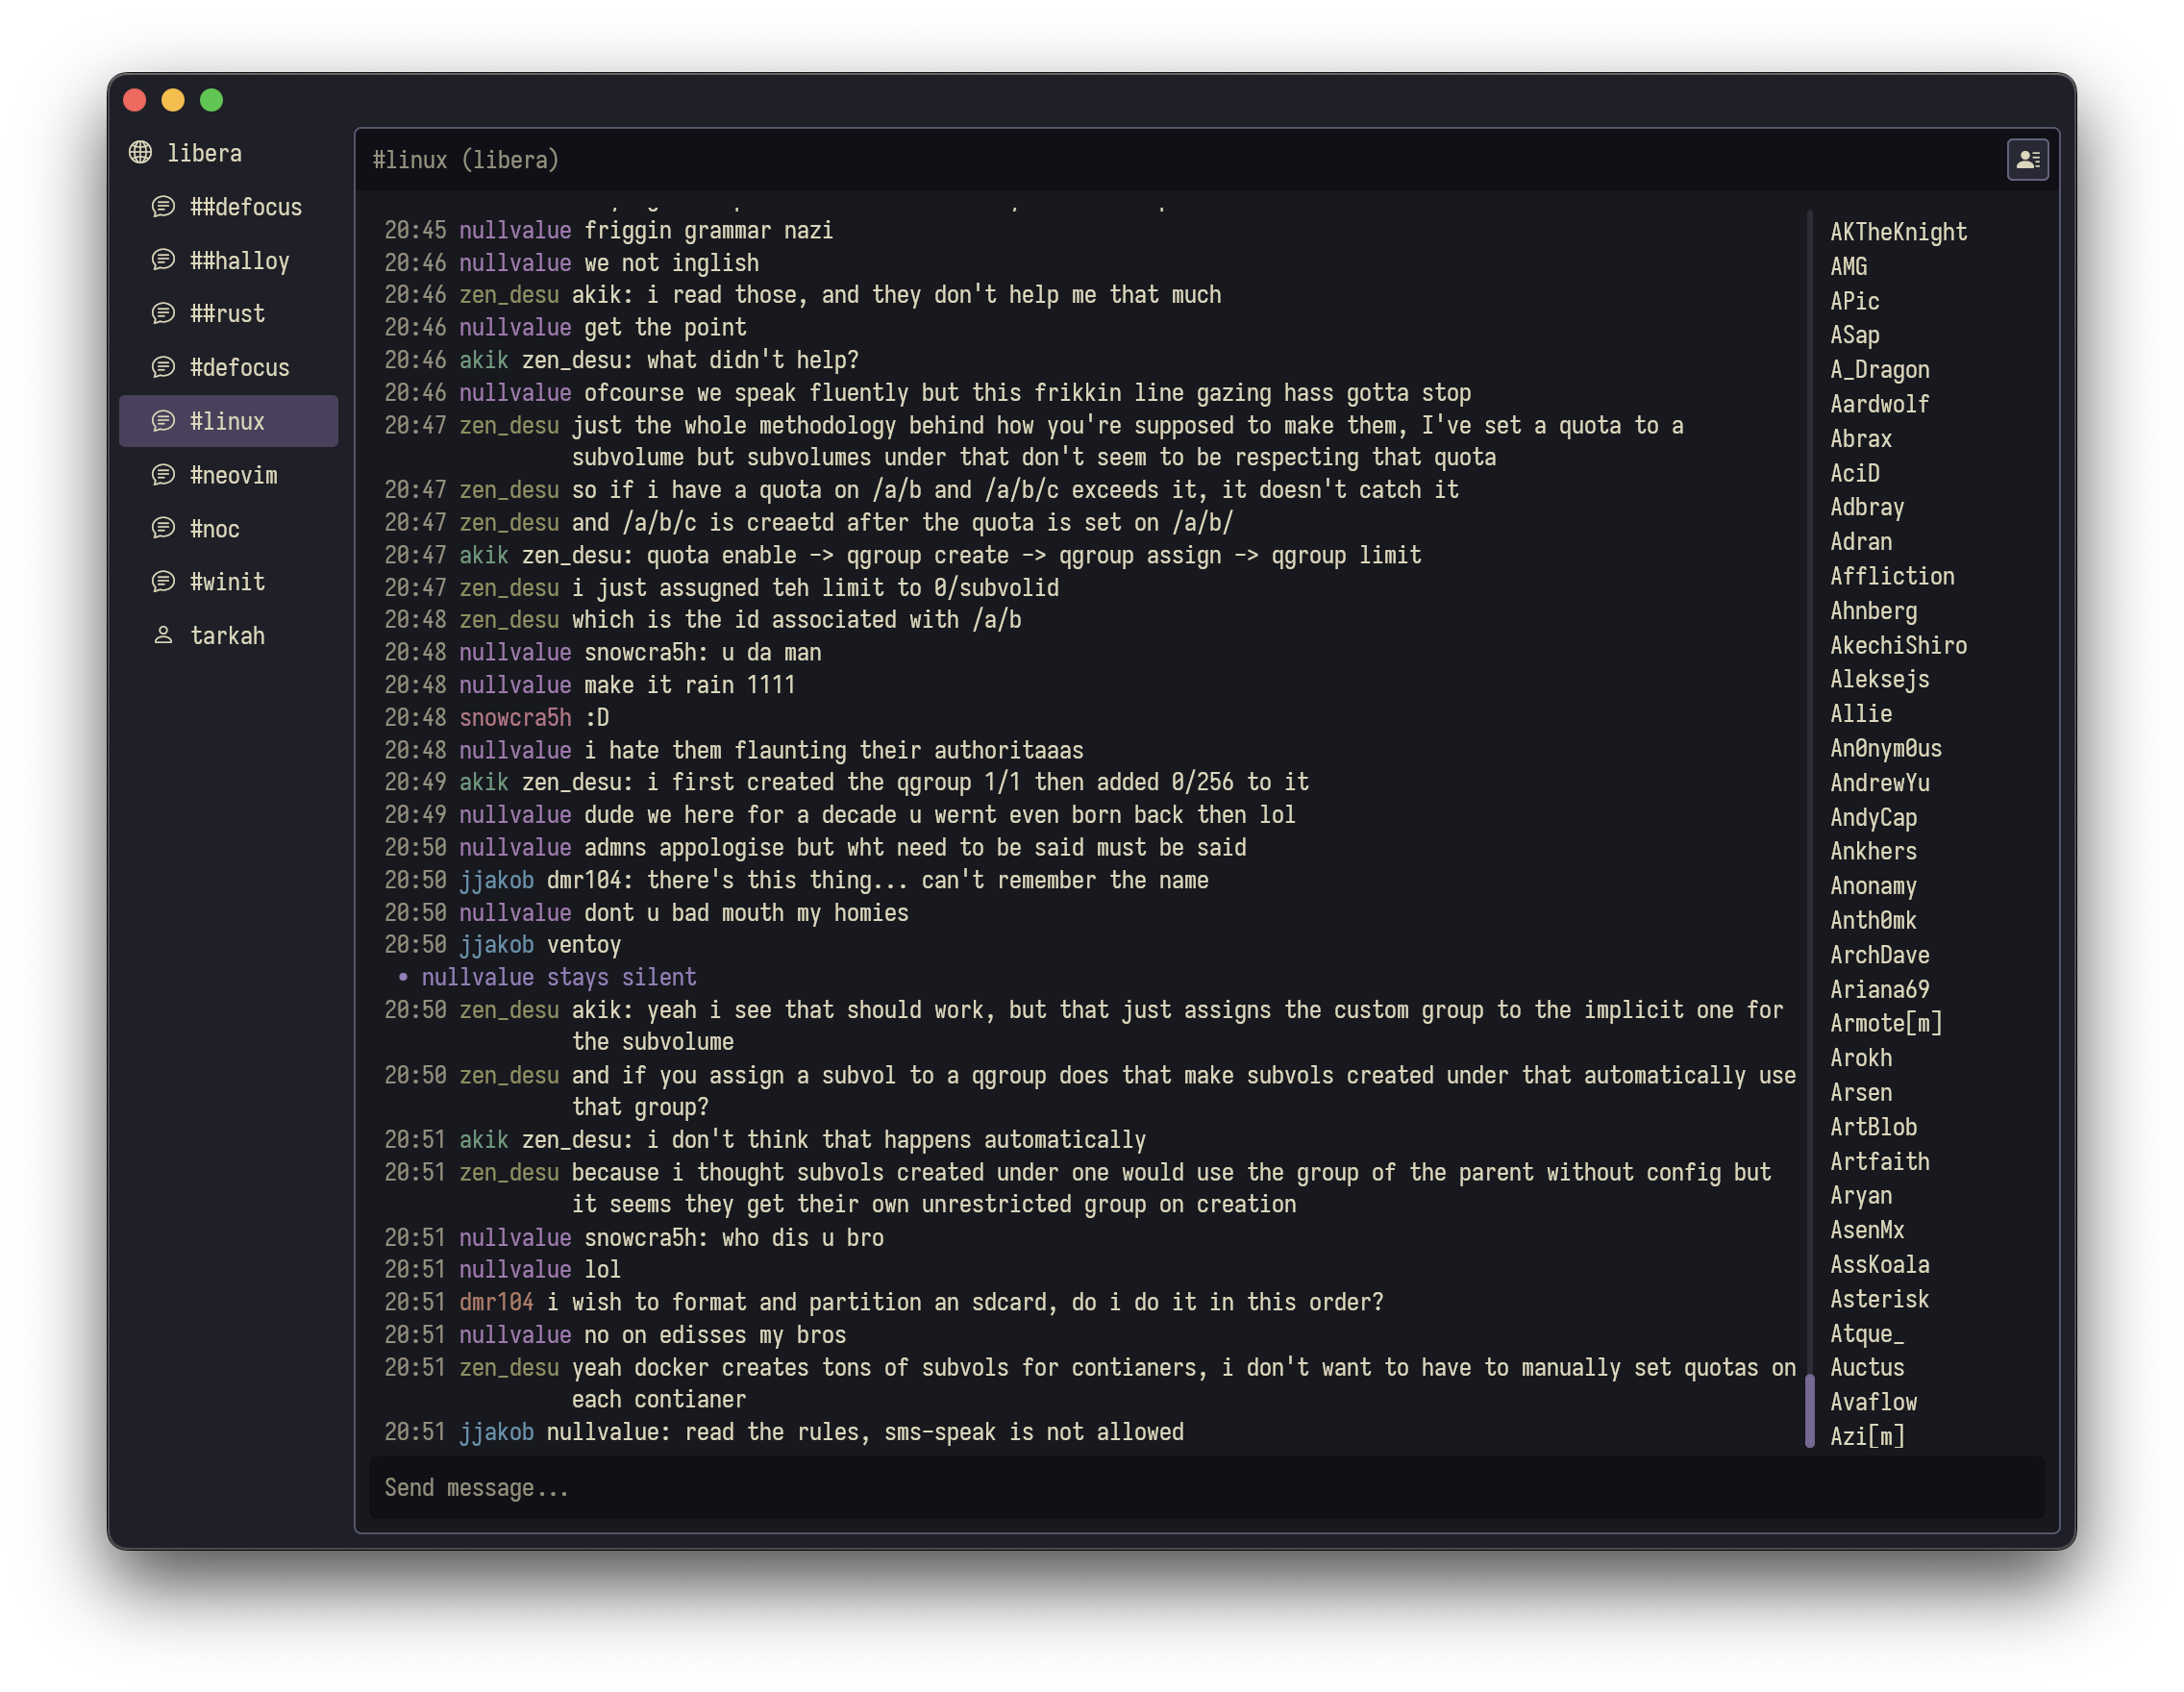 libera
##defocus
##halloy
##rust
#defocus
#linux
#neovim
#noc
#winit
tarkah
#linux (libera)
20:45 nullvalue friggin grammar nazi
20:46 nullvalue we not inglish
20:46 zen_desu akik: i read those, and they don't help me that much
20:46 nullvalue get the point
20:46 akik zen_desu: what didn't help?
20:46 nullvalue ofcourse we speak fluently but this frikkin line gazing hass gotta stop
20:47 zen_desu just the whole methodology behind how you're supposed to make them, I've set a quota to a
subvolume but subvolumes under that don't seem to be respecting that quota
20:47 zen_desu so if i have a quota on /a/b and /a/b/c exceeds it, it doesn't catch it
20:47 zen_desu and /a/b/c is creaetd after the quota is set on /a/b/
20:47 akik zen_desu: quota enable -> qgroup create -> qgroup assign -> qgroup limit
20:47 zen_desu i just assugned teh limit to 0/subvolid
20:48 zen_desu which is the id associated with /a/b
20:48 nullvalue snowcra5h: u da man
20:48 nullvalue make it rain 1111
20:48 snowcra5h :D
20:48 nullvalue i hate them flaunting their authoritaaas
20:49 akik zen_desu: i first created the qgroup 1/1 then added 0/256 to it
20:49 nullvalue dude we here for a decade u wernt even born back then lol
20:50 nullvalue admns appologise but wht need to be said must be said
20:50 jjakob dmr104: there's this thing... can't remember the name
20:50 nullvalue dont u bad mouth my homies
20:50 jjakob ventoy
• nullvalue stays silent
20:50 zen_desu akik: yeah i see that should work, but that just assigns the custom group to the implicit one for
the subvolume
20:50 zen_desu and if you assign a subvol to a qgroup does that make subvols created under that automatically use
that group?
20:51 akik zen_desu: i don't think that happens automatically
20:51 zen_desu because i thought subvols created under one would use the group of the parent without config but
it seems they get their own unrestricted group on creation
20:51 nullvalue snowcra5h: who dis u bro
20:51 nullvalue lol
20:51 dmr104 i wish to format and partition an sdcard, do i do it in this order?
20:51 nullvalue no on edisses my bros
20:51 zen_desu yeah docker creates tons of subvols for contianers, i don't want to have to manually set quotas on
each contianer
20:51 jjakob nullvalue: read the rules, sms-speak is not allowed
Send message...
AKTheKnight
AMG
APic
ASap
A_Dragon
Aardwolf
Abrax
AciD
Adbray
Adran
Affliction
Ahnberg
AkechiShiro
Aleksejs
Allie
An0nym0us
AndrewYu
AndyCap
Ankhers
Anonamy
Anth0mk
ArchDave
Ariana69
Armote[m]
Arokh
Arsen
ArtBlob
Artfaith
Aryan
AsenMx
AssKoala
Asterisk
Atque_
Auctus
Avaflow
Azi[m]